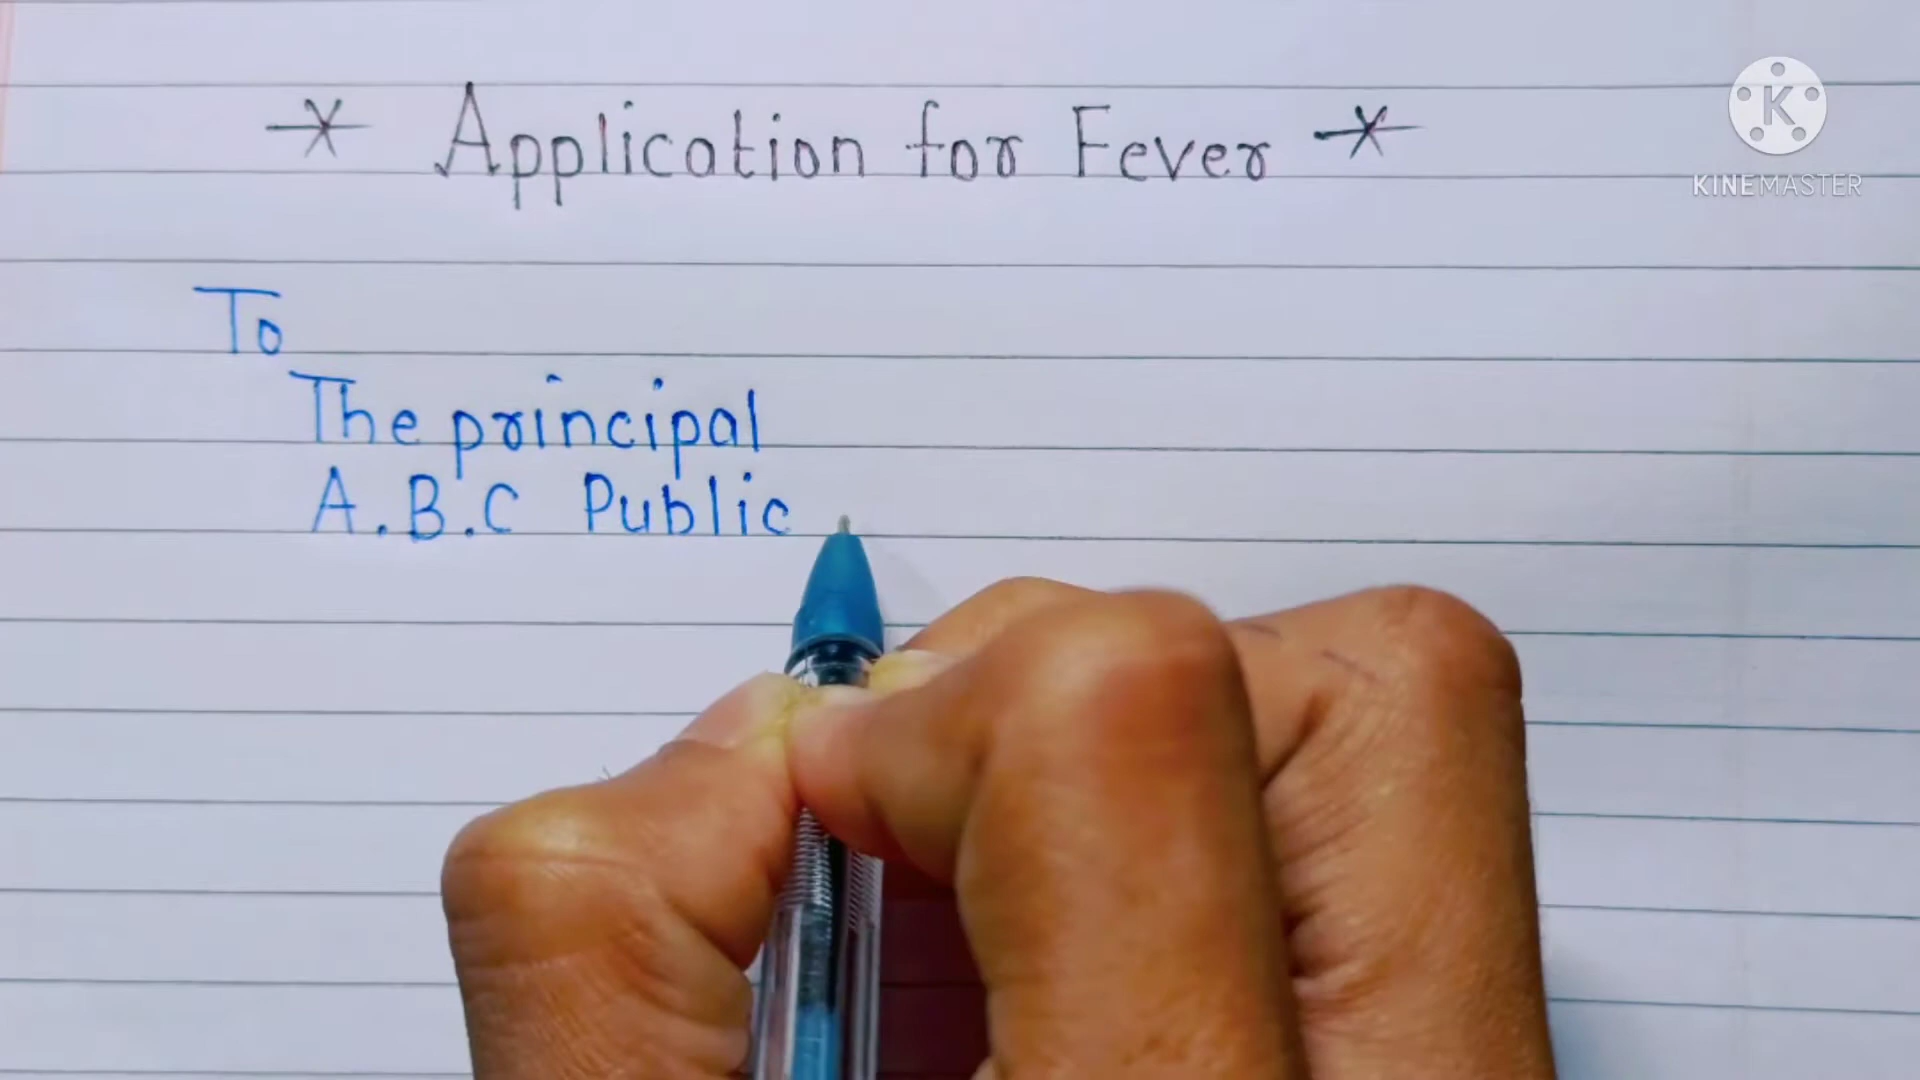 * Application for Fever *
K
KINEMASTER
To
The principal
A.B.C Public